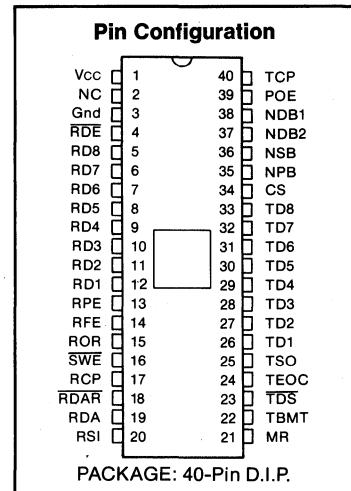 Pin Configuration
Vcc 1 40 TCP
NC 2 39 POE
Gnd 3 38 NDB1
RDE 4 37 NDB2
RD8 5 36 NSB
RD7 6 35 NPB
RD6 7 34 CS
RD5 8 33 TD8
RD4 9 32 TD7
RD3 10 31 TD6
RD2 11 30 TD5
RD1 12 29 TD4
RPE 13 28 TD3
RFE 14 27 TD2
ROR 15 26 TD1
SWE 16 25 TSO
RCP 17 24 TEOC
RDAR 18 23 TDS
RDA 19 22 TBMT
RSI 20 21 MR
PACKAGE: 40-Pin D.I.P.